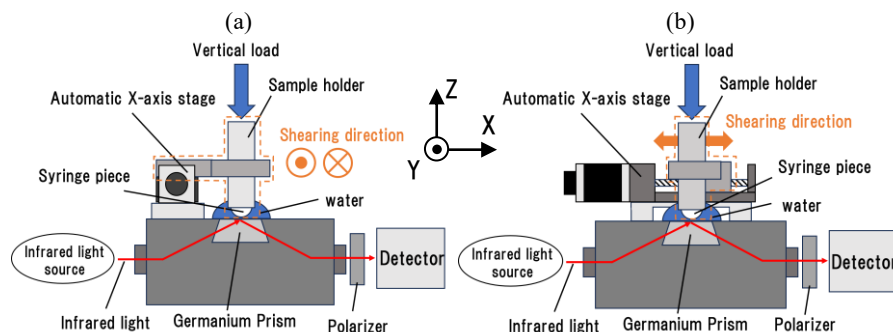 (a)
Vertical load
Sample holder
Automatic X-axis stage
Shearing direction
Syringe piece
water
Infrared light
source
Detector
Infrared light
Germanium Prism
Polarizer
Z
X
Y
(b)
Vertical load
Sample holder
Automatic X-axis
stage
Shearing direction
Syringe piece
water
Infrared light
source
Detector
Infrared light
Germanium Prism
Polarizer